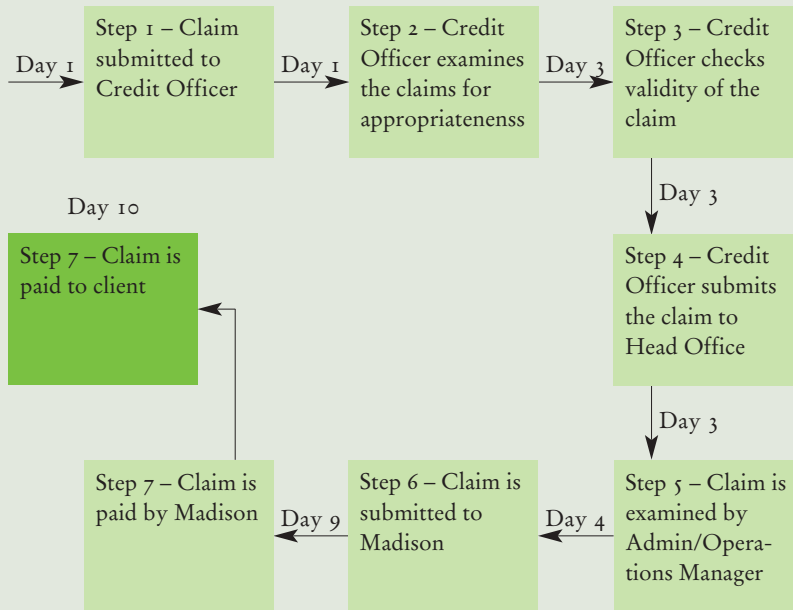 Day 1
Step 1 – Claim
submitted to
Credit Officer
Day 1
Step 2 – Credit
Officer examines
the claims for
appropriatenenss
Day 3
Step 3 – Credit
Officer checks
validity of the
claim
Day 3
Step 4 – Credit
Officer submits
the claim to
Head Office
Day 3
Step 5 – Claim is
examined by
Admin/Opera-
tions Manager
Day 4
Step 6 – Claim is
submitted to
Madison
Day 9
Step 7 – Claim is
paid by Madison
Day 10
Step 7 – Claim is
paid to client